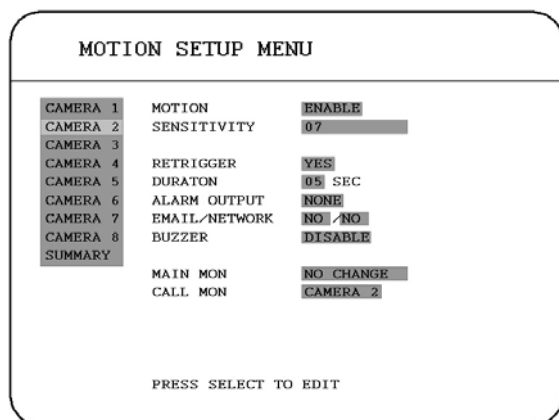 MOTION SETUP MENU
CAMERA 1 MOTION ENABLE
CAMERA 2 SENSITIVITY 07
CAMERA 3
CAMERA 4 RETRIGGER YES
CAMERA 5 DURATON 05 SEC
CAMERA 6 ALARM OUTPUT NONE
CAMERA 7 EMAIL/NETWORK NO /NO
CAMERA 8 BUZZER DISABLE
SUMMARY
MAIN MON NO CHANGE
CALL MON CAMERA 2
PRESS SELECT TO EDIT